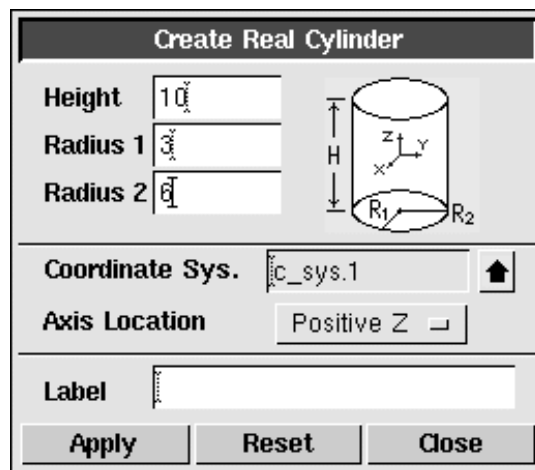 Create Real Cylinder
Height 10
Radius 1 3
Radius 2 6
H
Z
Y
X
R1
R2
Coordinate Sys. c_sys.1
Axis Location Positive Z
Label
Apply Reset Close